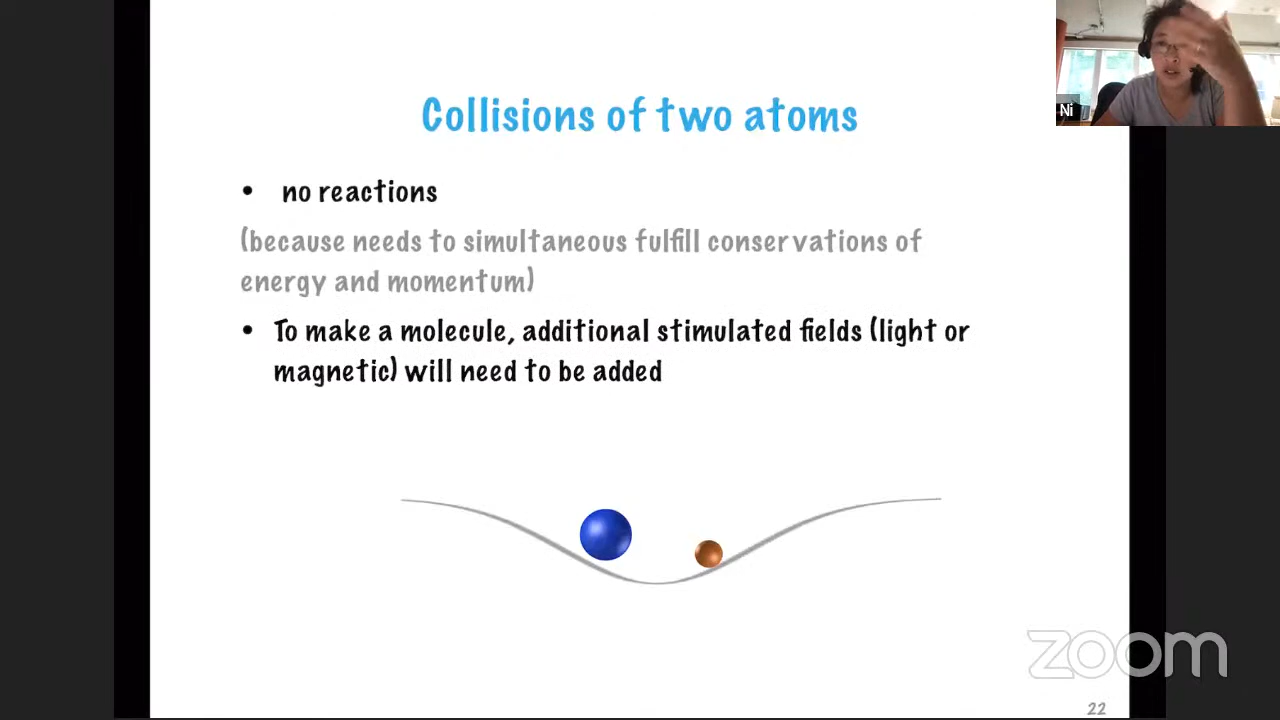 Ni
Collisions of two atoms
• no reactions
(because needs to simultaneous fulfill conservations of
energy and momentum)
• To make a molecule, additional stimulated fields (light or
magnetic) will need to be added
zoom
22